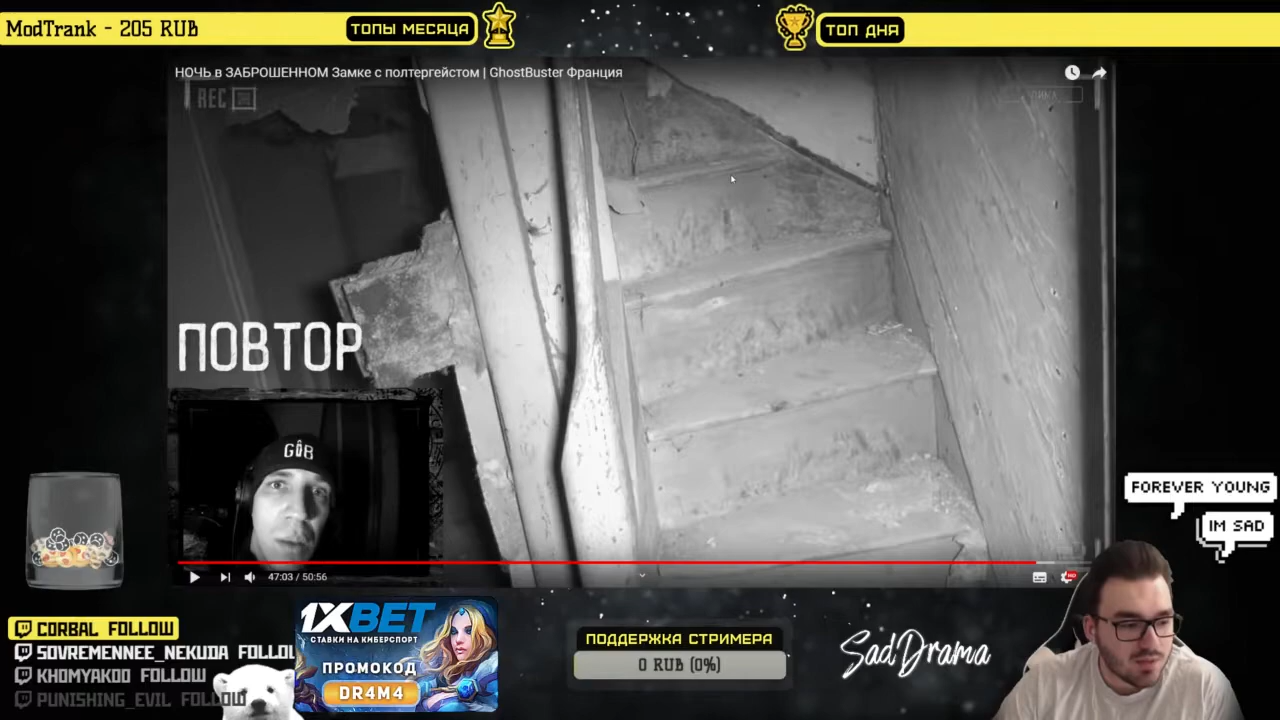 ModTrank - 205 RUB
ТОПЫ МЕСЯЦА
ТОП ДНЯ
НОЧЬ в ЗАБРОШЕННОМ Замке с полтергейстом | GhostBuster Франция
REC
ПОВТОР
GÖB
47:03 / 50:56
HD
FOREVER YOUNG
IM SAD
CORBAL FOLLOW
SOVREMENNEE_NEKUDA FOLLOW
KHOMYAKOO FOLLOW
PUNISHING_EVIL FOLLOW
1XBET
СТАВКИ НА КИБЕРСПОРТ
ПРОМОКОД
DR4M4
ПОДДЕРЖКА СТРИМЕРА
0 RUB (0%)
SadDrama